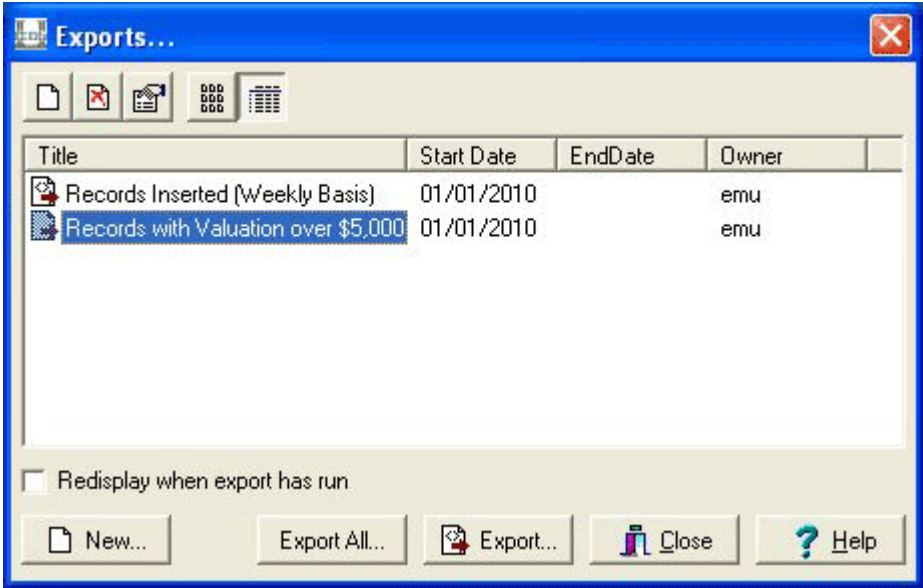 Exports...
Title Start Date EndDate Owner
Records Inserted (Weekly Basis) 01/01/2010 emu
Records with Valuation over $5,000 01/01/2010 emu
Redisplay when export has run
New... Export All... Export... Close Help